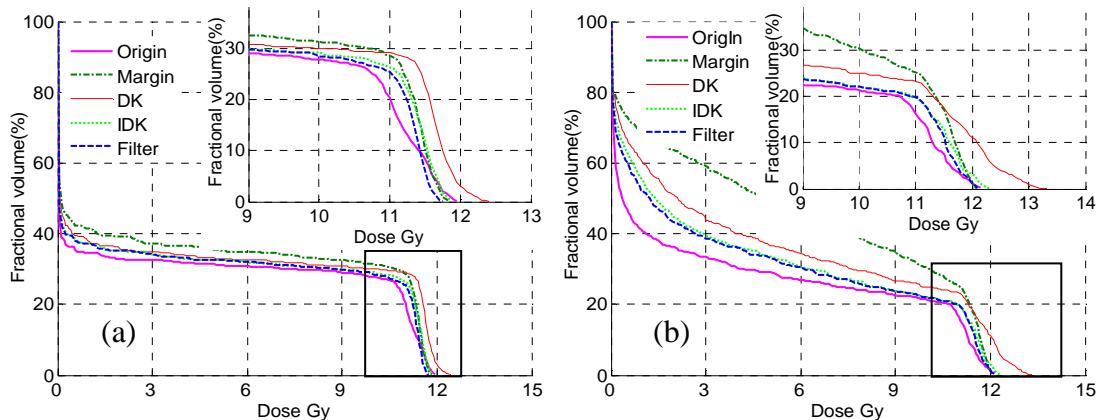 100
80
60
40
20
0
Fractional volume(%)
Origin
Margin
DK
IDK
Filter
30
20
10
0
Fractional volume(%)
9 10 11 12 13
Dose Gy
(a)
0 3 6 9 12 15
Dose Gy
100
80
60
40
20
0
Fractional volume(%)
OrigIn
Margin
DK
IDK
Filter
30
20
10
0
Fractional volume(%)
9 10 11 12 13 14
Dose Gy
(b)
0 3 6 9 12 15
Dose Gy